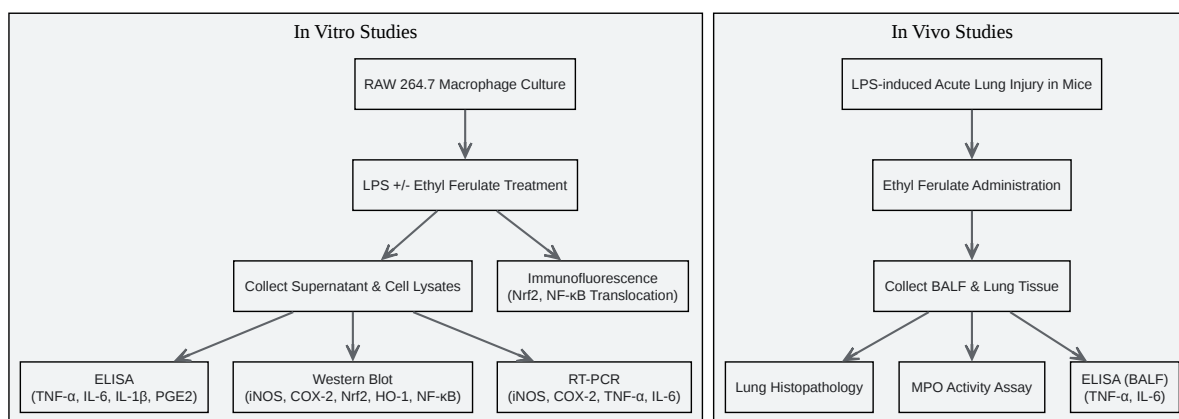 In Vitro Studies
RAW 264.7 Macrophage Culture
LPS +/- Ethyl Ferulate Treatment
Collect Supernatant & Cell Lysates
Immunofluorescence
(Nrf2, NF-κB Translocation)
ELISA
(TNF-α, IL-6, IL-1β, PGE2)
Western Blot
(iNOS, COX-2, Nrf2, HO-1, NF-κB)
RT-PCR
(iNOS, COX-2, TNF-α, IL-6)
In Vivo Studies
LPS-induced Acute Lung Injury in Mice
Ethyl Ferulate Administration
Collect BALF & Lung Tissue
Lung Histopathology
MPO Activity Assay
ELISA (BALF)
(TNF-α, IL-6)